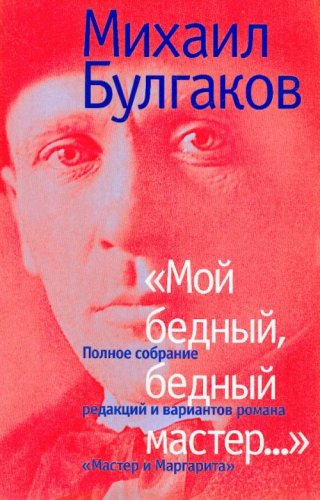 Михаил
Булгаков
«Мой
бедный,
Полное собрание
бедный
редакций и вариантов романа
мастер...»
«Мастер и Маргарита»